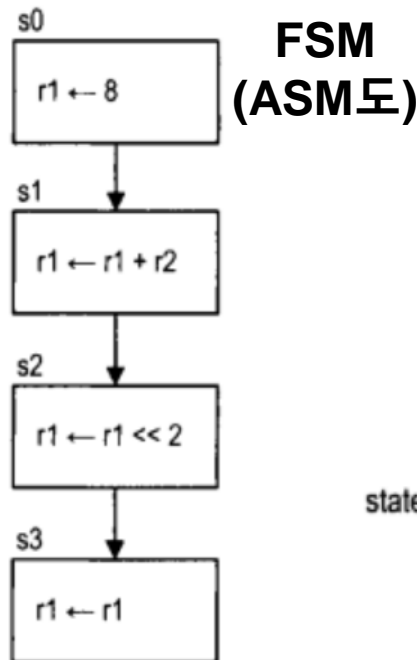 s0
FSM
(ASM도)
r1 ← 8
s1
r1 ← r1 + r2
s2
r1 ← r1 << 2
state
s3
r1 ← r1